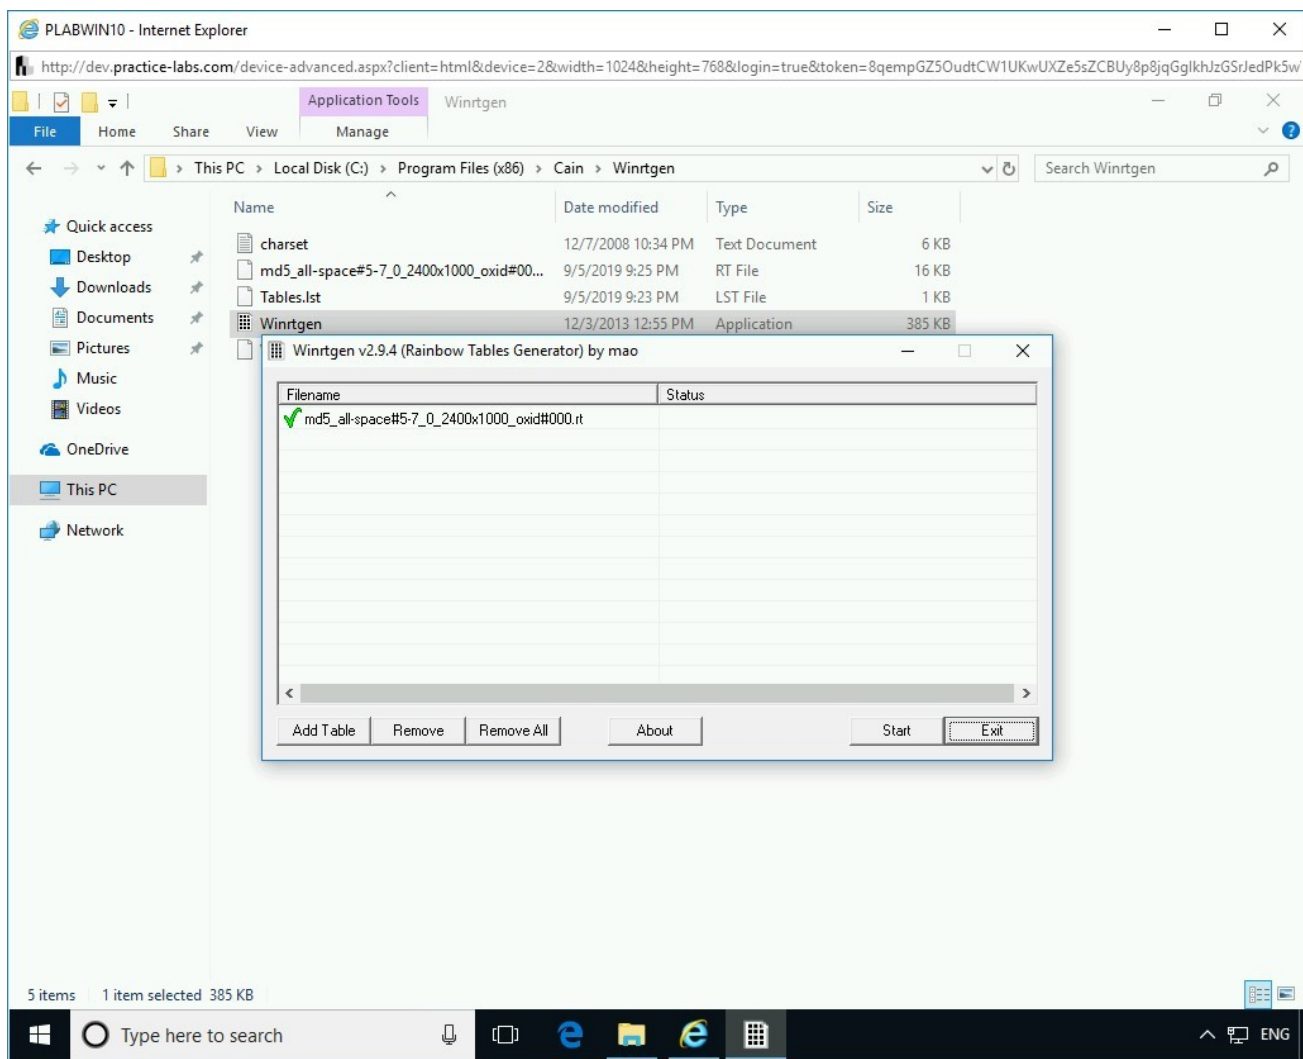 PLABWIN10 - Internet Explorer
http://dev.practice-labs.com/device-advanced.aspx?client=html&device=2&width=1024&height=768&login=true&token=8qempGZ5OudtCW1UKwUXZe5sZCBUy8p8jqGgIkhJzGSrJedPk5w
Application Tools Winrtgen
File Home Share View Manage
This PC > Local Disk (C:) > Program Files (x86) > Cain > Winrtgen
Search Winrtgen
Name Date modified Type Size
Quick access
Desktop
Downloads
Documents
Pictures
Music
Videos
OneDrive
This PC
Network
charset 12/7/2008 10:34 PM Text Document 6 KB
md5_all-space#5-7_0_2400x1000_oxid#00... 9/5/2019 9:25 PM RT File 16 KB
Tables.lst 9/5/2019 9:23 PM LST File 1 KB
Winrtgen 12/3/2013 12:55 PM Application 385 KB
Winrtgen v2.9.4 (Rainbow Tables Generator) by mao
Filename Status
md5_all-space#5-7_0_2400x1000_oxid#000.rt
Add Table Remove Remove All About Start Exit
5 items 1 item selected 385 KB
Type here to search
ENG